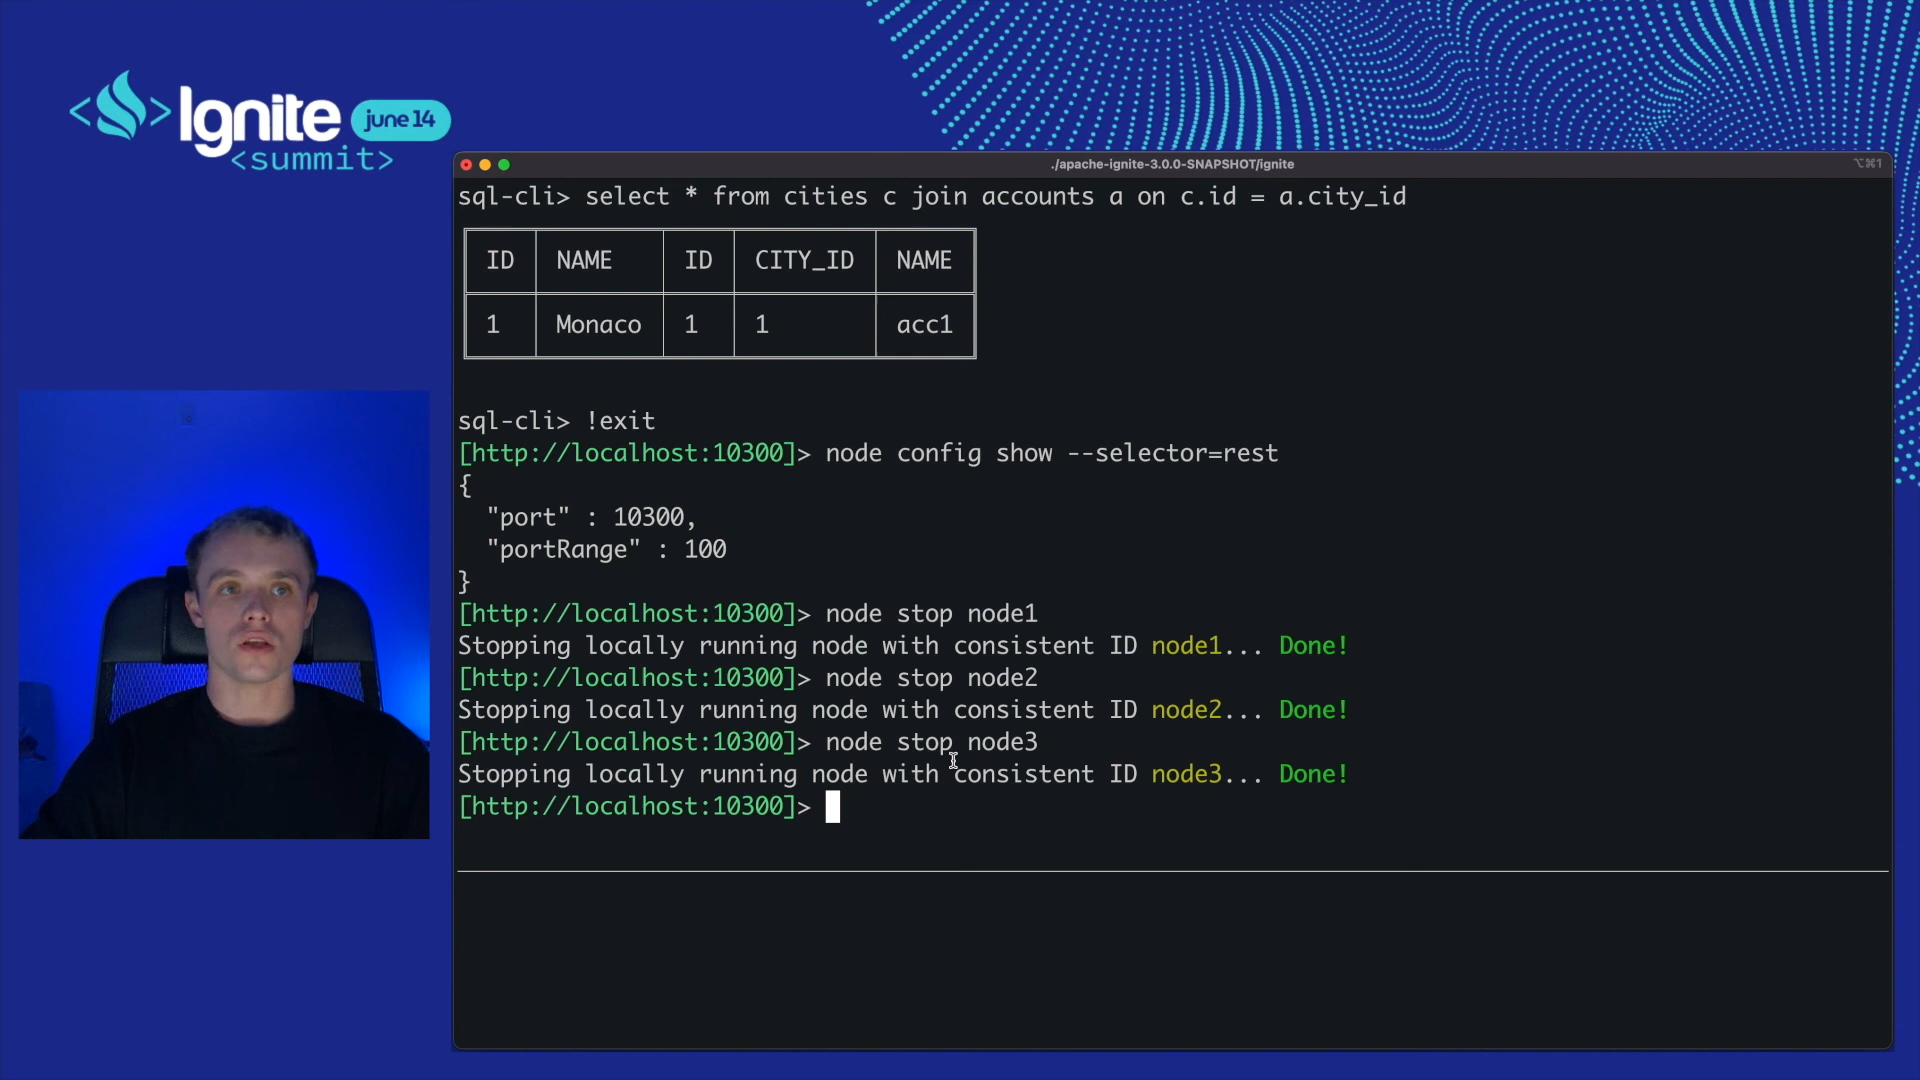 <Ignite june 14
<summit>
./apache-ignite-3.0.0-SNAPSHOT/ignite
⌥⌘1
sql-cli> select * from cities c join accounts a on c.id = a.city_id
ID NAME ID CITY_ID NAME
1 Monaco 1 1 acc1
sql-cli> !exit
[http://localhost:10300]> node config show --selector=rest
{
"port" : 10300,
"portRange" : 100
}
[http://localhost:10300]> node stop node1
Stopping locally running node with consistent ID node1... Done!
[http://localhost:10300]> node stop node2
Stopping locally running node with consistent ID node2... Done!
[http://localhost:10300]> node stop node3
Stopping locally running node with consistent ID node3... Done!
[http://localhost:10300]>